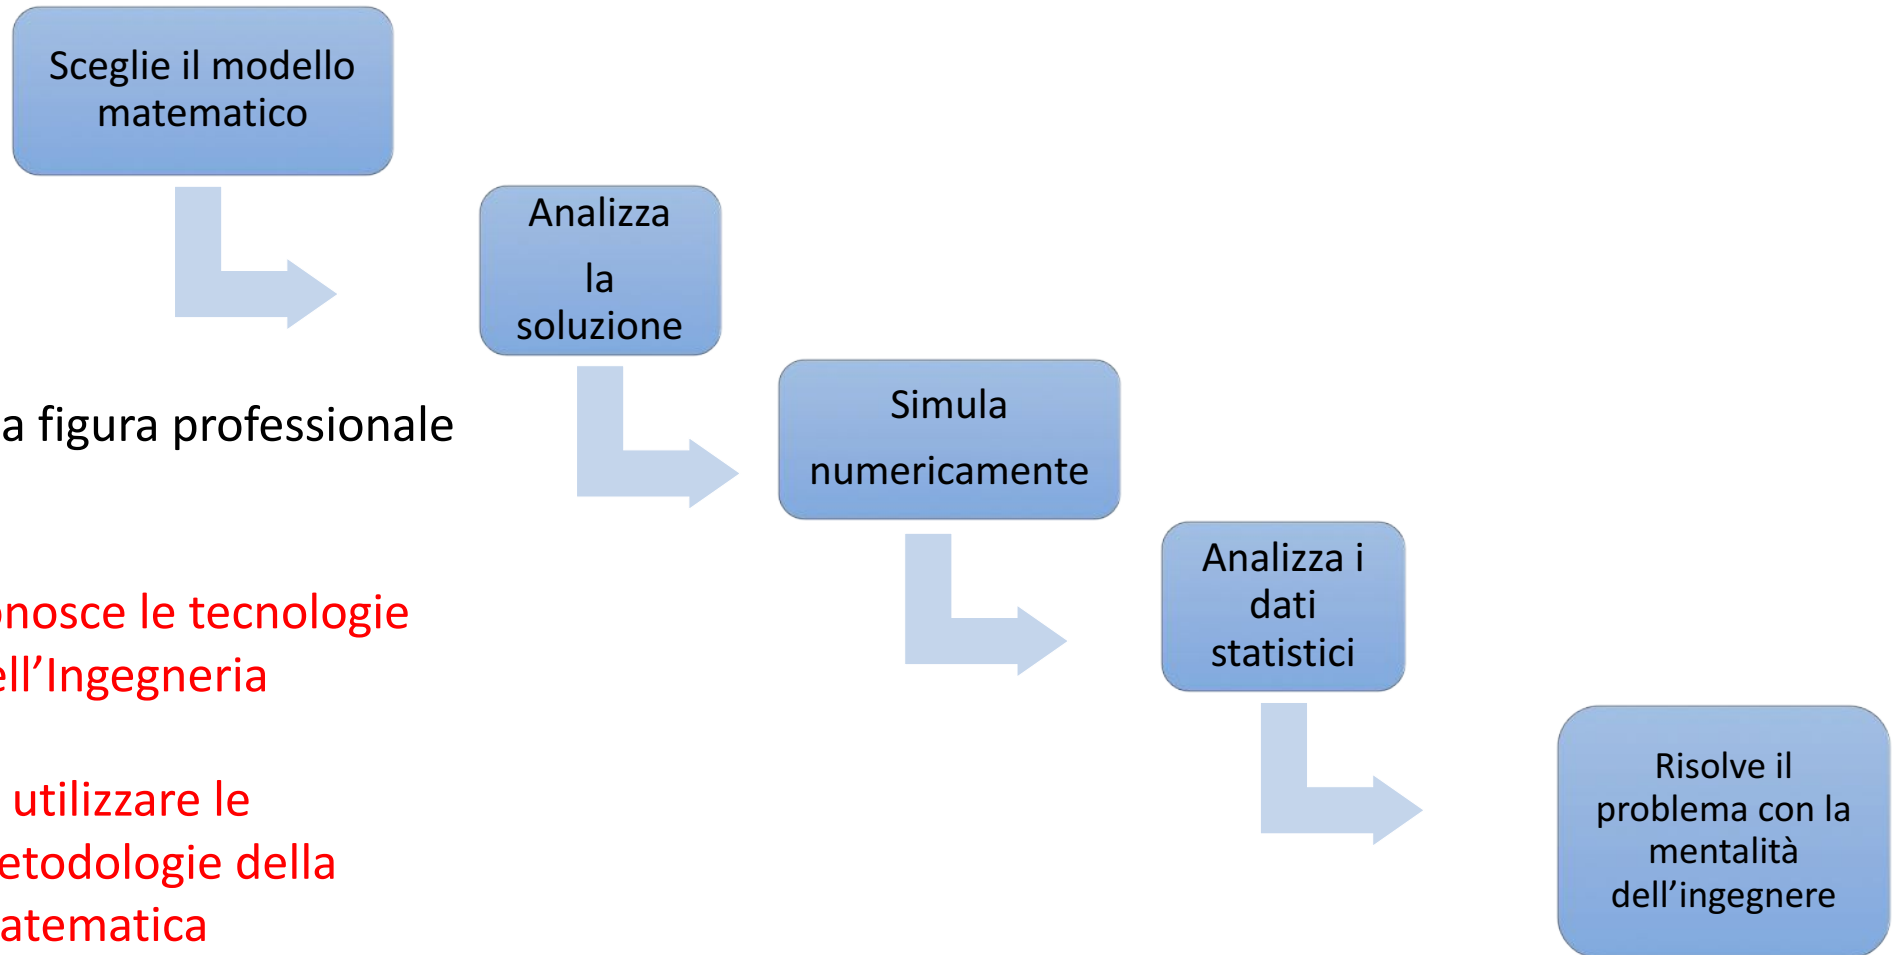 Sceglie il modello
matematico
Analizza
la
soluzione
a figura professionale
Simula
numericamente
Analizza i
dati
statistici
onosce le tecnologie
ell’Ingegneria
utilizzare le
etodologie della
atematica
Risolve il
problema con la
mentalità
dell’ingegnere